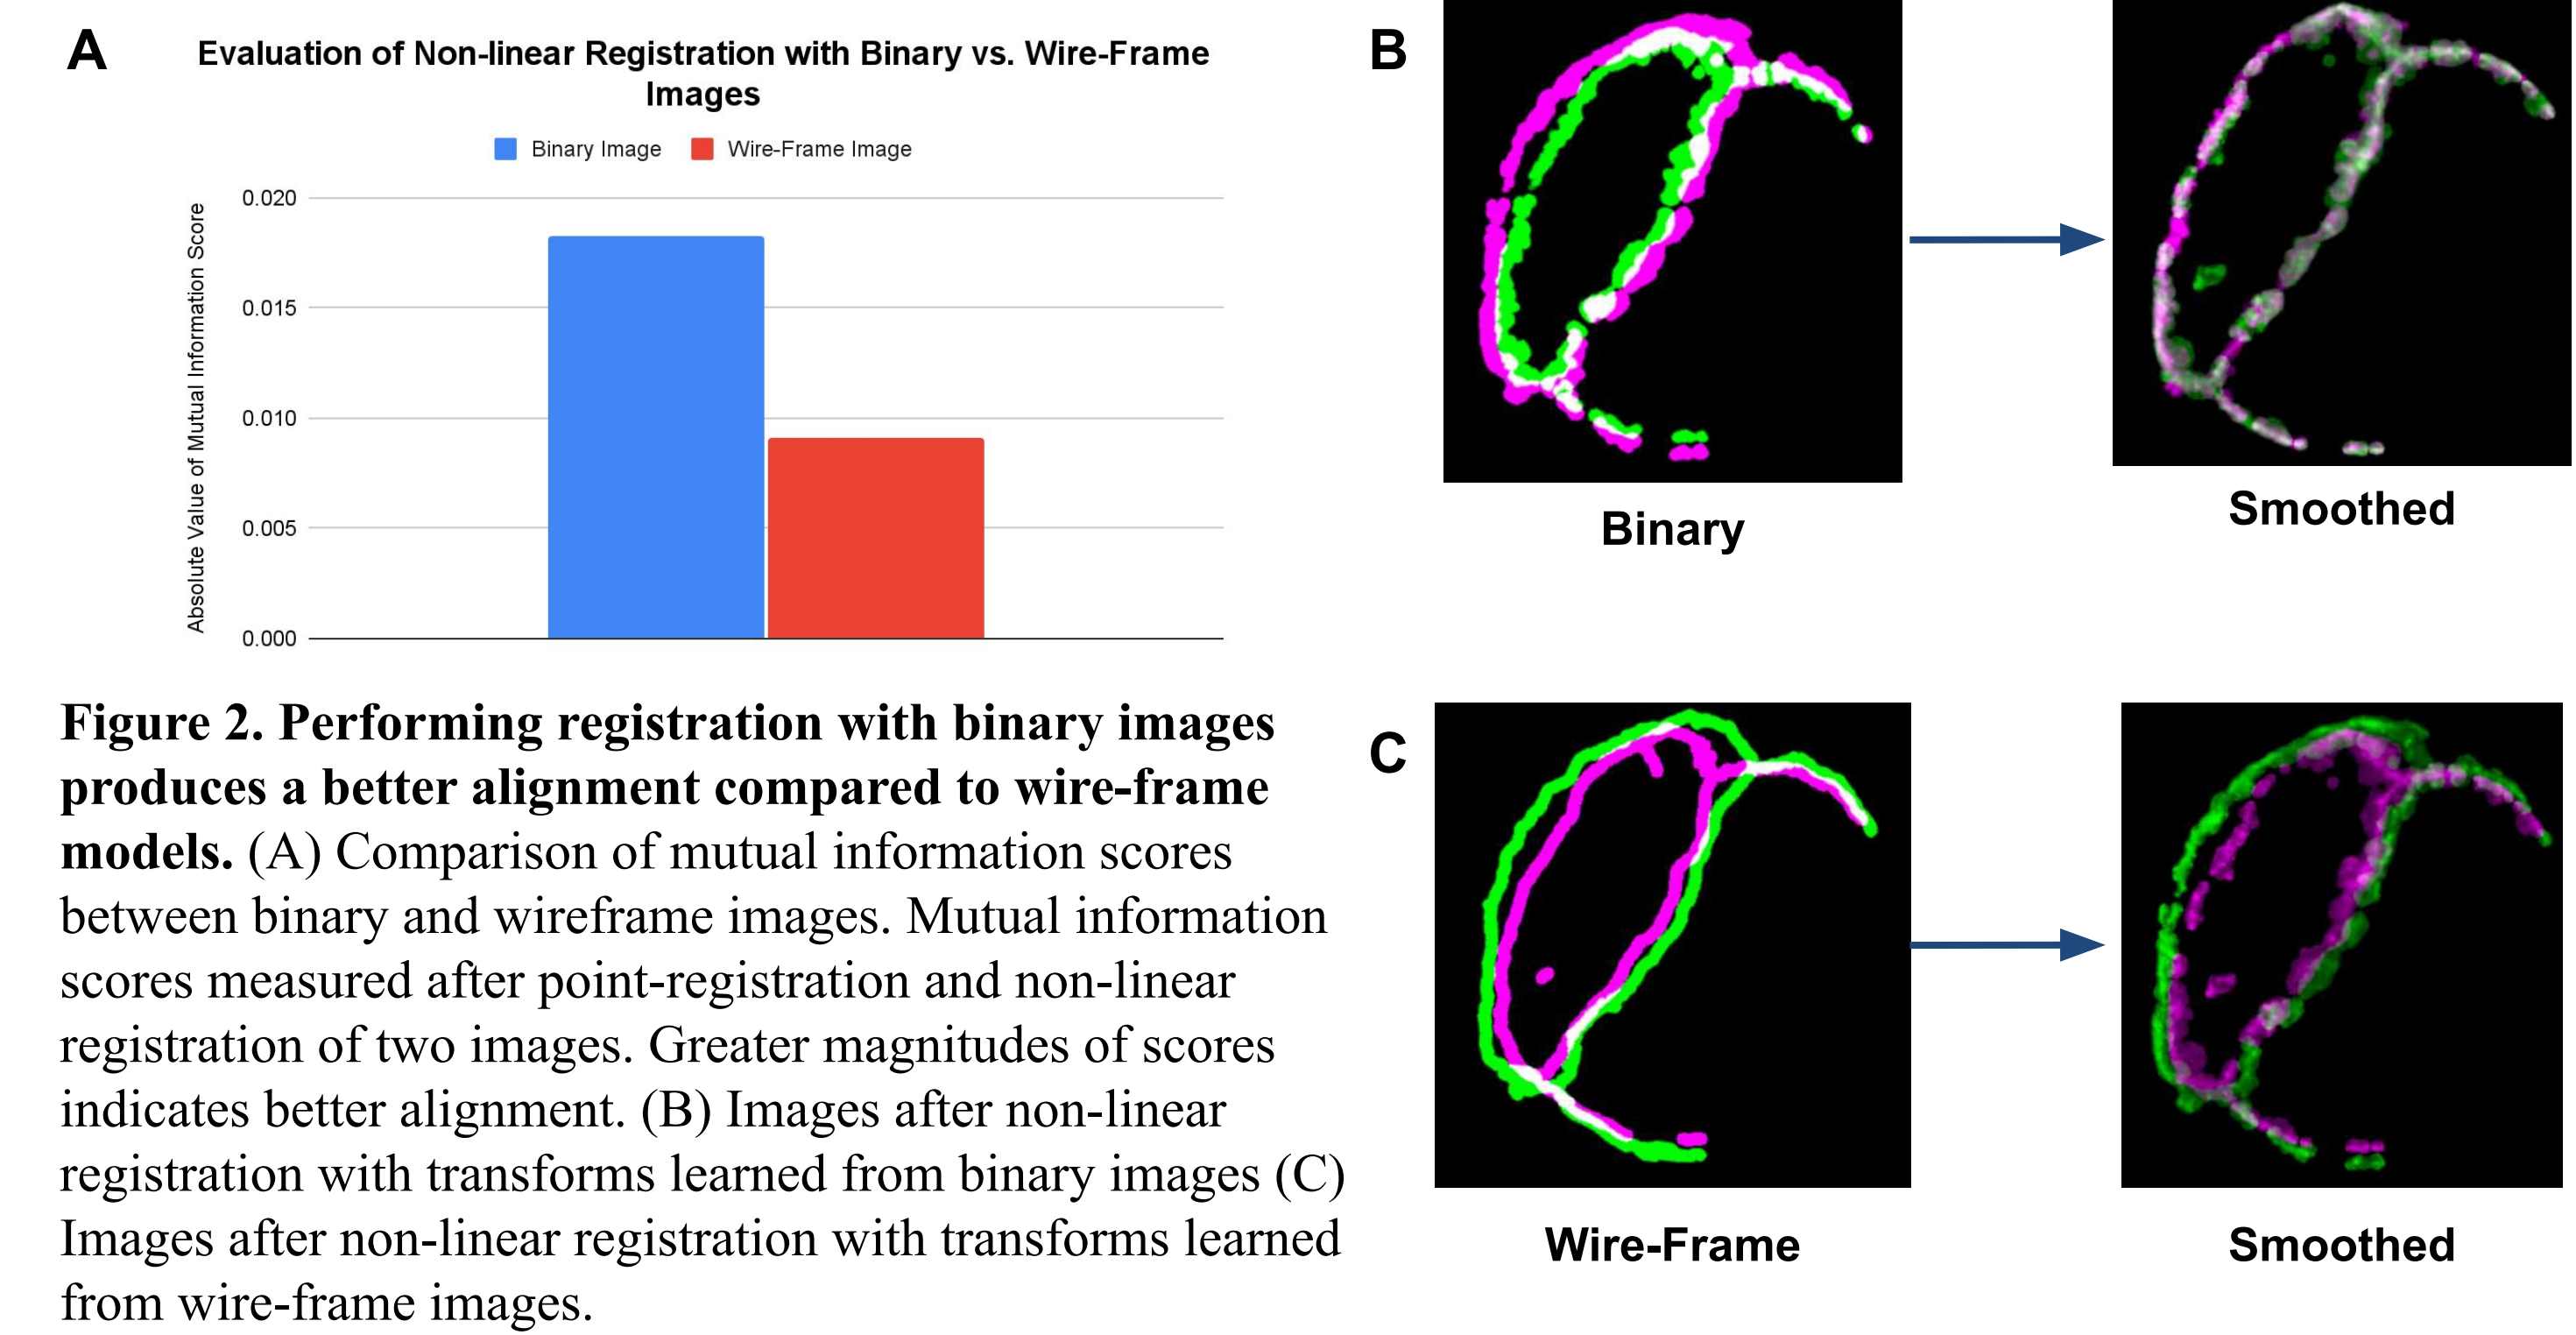 A
Evaluation of Non-linear Registration with Binary vs. Wire-Frame
Images
Binary Image
Wire-Frame Image
Absolute Value of Mutual Information Score
0.020
0.015
0.010
0.005
0.000
Figure 2. Performing registration with binary images
produces a better alignment compared to wire-frame
models. (A) Comparison of mutual information scores
between binary and wireframe images. Mutual information
scores measured after point-registration and non-linear
registration of two images. Greater magnitudes of scores
indicates better alignment. (B) Images after non-linear
registration with transforms learned from binary images (C)
Images after non-linear registration with transforms learned
from wire-frame images.
B
Binary
Smoothed
C
Wire-Frame
Smoothed